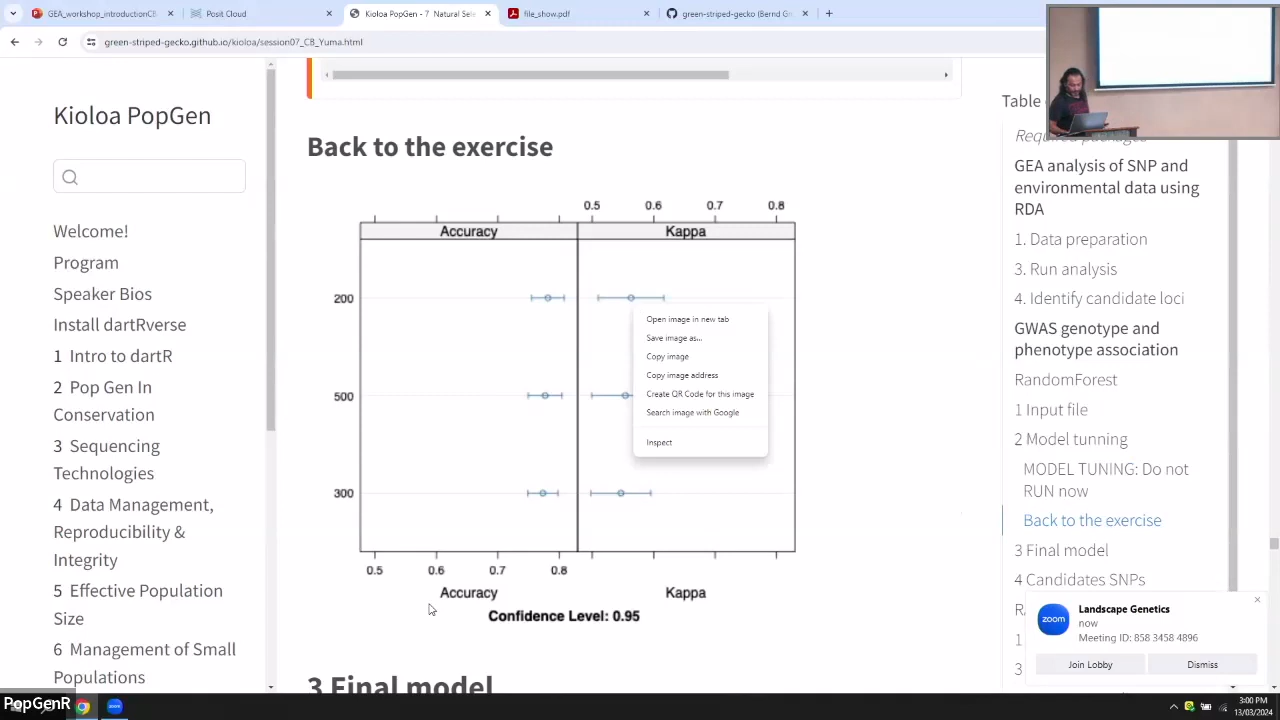 GEA_workshop_introductionCB
Posit Cloud
Kioloa PopGen - 7 Natural Sele
file_show.pdf
green-striped-gecko (Bernd Gr
green-striped-gecko.github.io/kioloa/session07_CB_Yuma.html
Kioloa PopGen
Welcome!
Program
Speaker Bios
Install dartRverse
1 Intro to dartR
2 Pop Gen In
Conservation
3 Sequencing
Technologies
4 Data Management,
Reproducibility &
Integrity
5 Effective Population
Size
6 Management of Small
Populations
PopGenR
Back to the exercise
0.5 0.6 0.7 0.8
Accuracy Kappa
200
500
300
0.5 0.6 0.7 0.8
Accuracy Kappa
Confidence Level: 0.95
Open image in new tab
Save image as...
Copy image
Copy image address
Create QR Code for this image
Search image with Google
Inspect
3 Final model
Table
Required packages
GEA analysis of SNP and
environmental data using
RDA
1. Data preparation
3. Run analysis
4. Identify candidate loci
GWAS genotype and
phenotype association
RandomForest
1 Input file
2 Model tunning
MODEL TUNING: Do not
RUN now
Back to the exercise
3 Final model
4 Candidates SNPs
zoom
Landscape Genetics
now
Meeting ID: 858 3458 4896
Join Lobby Dismiss
3:00 PM
13/03/2024